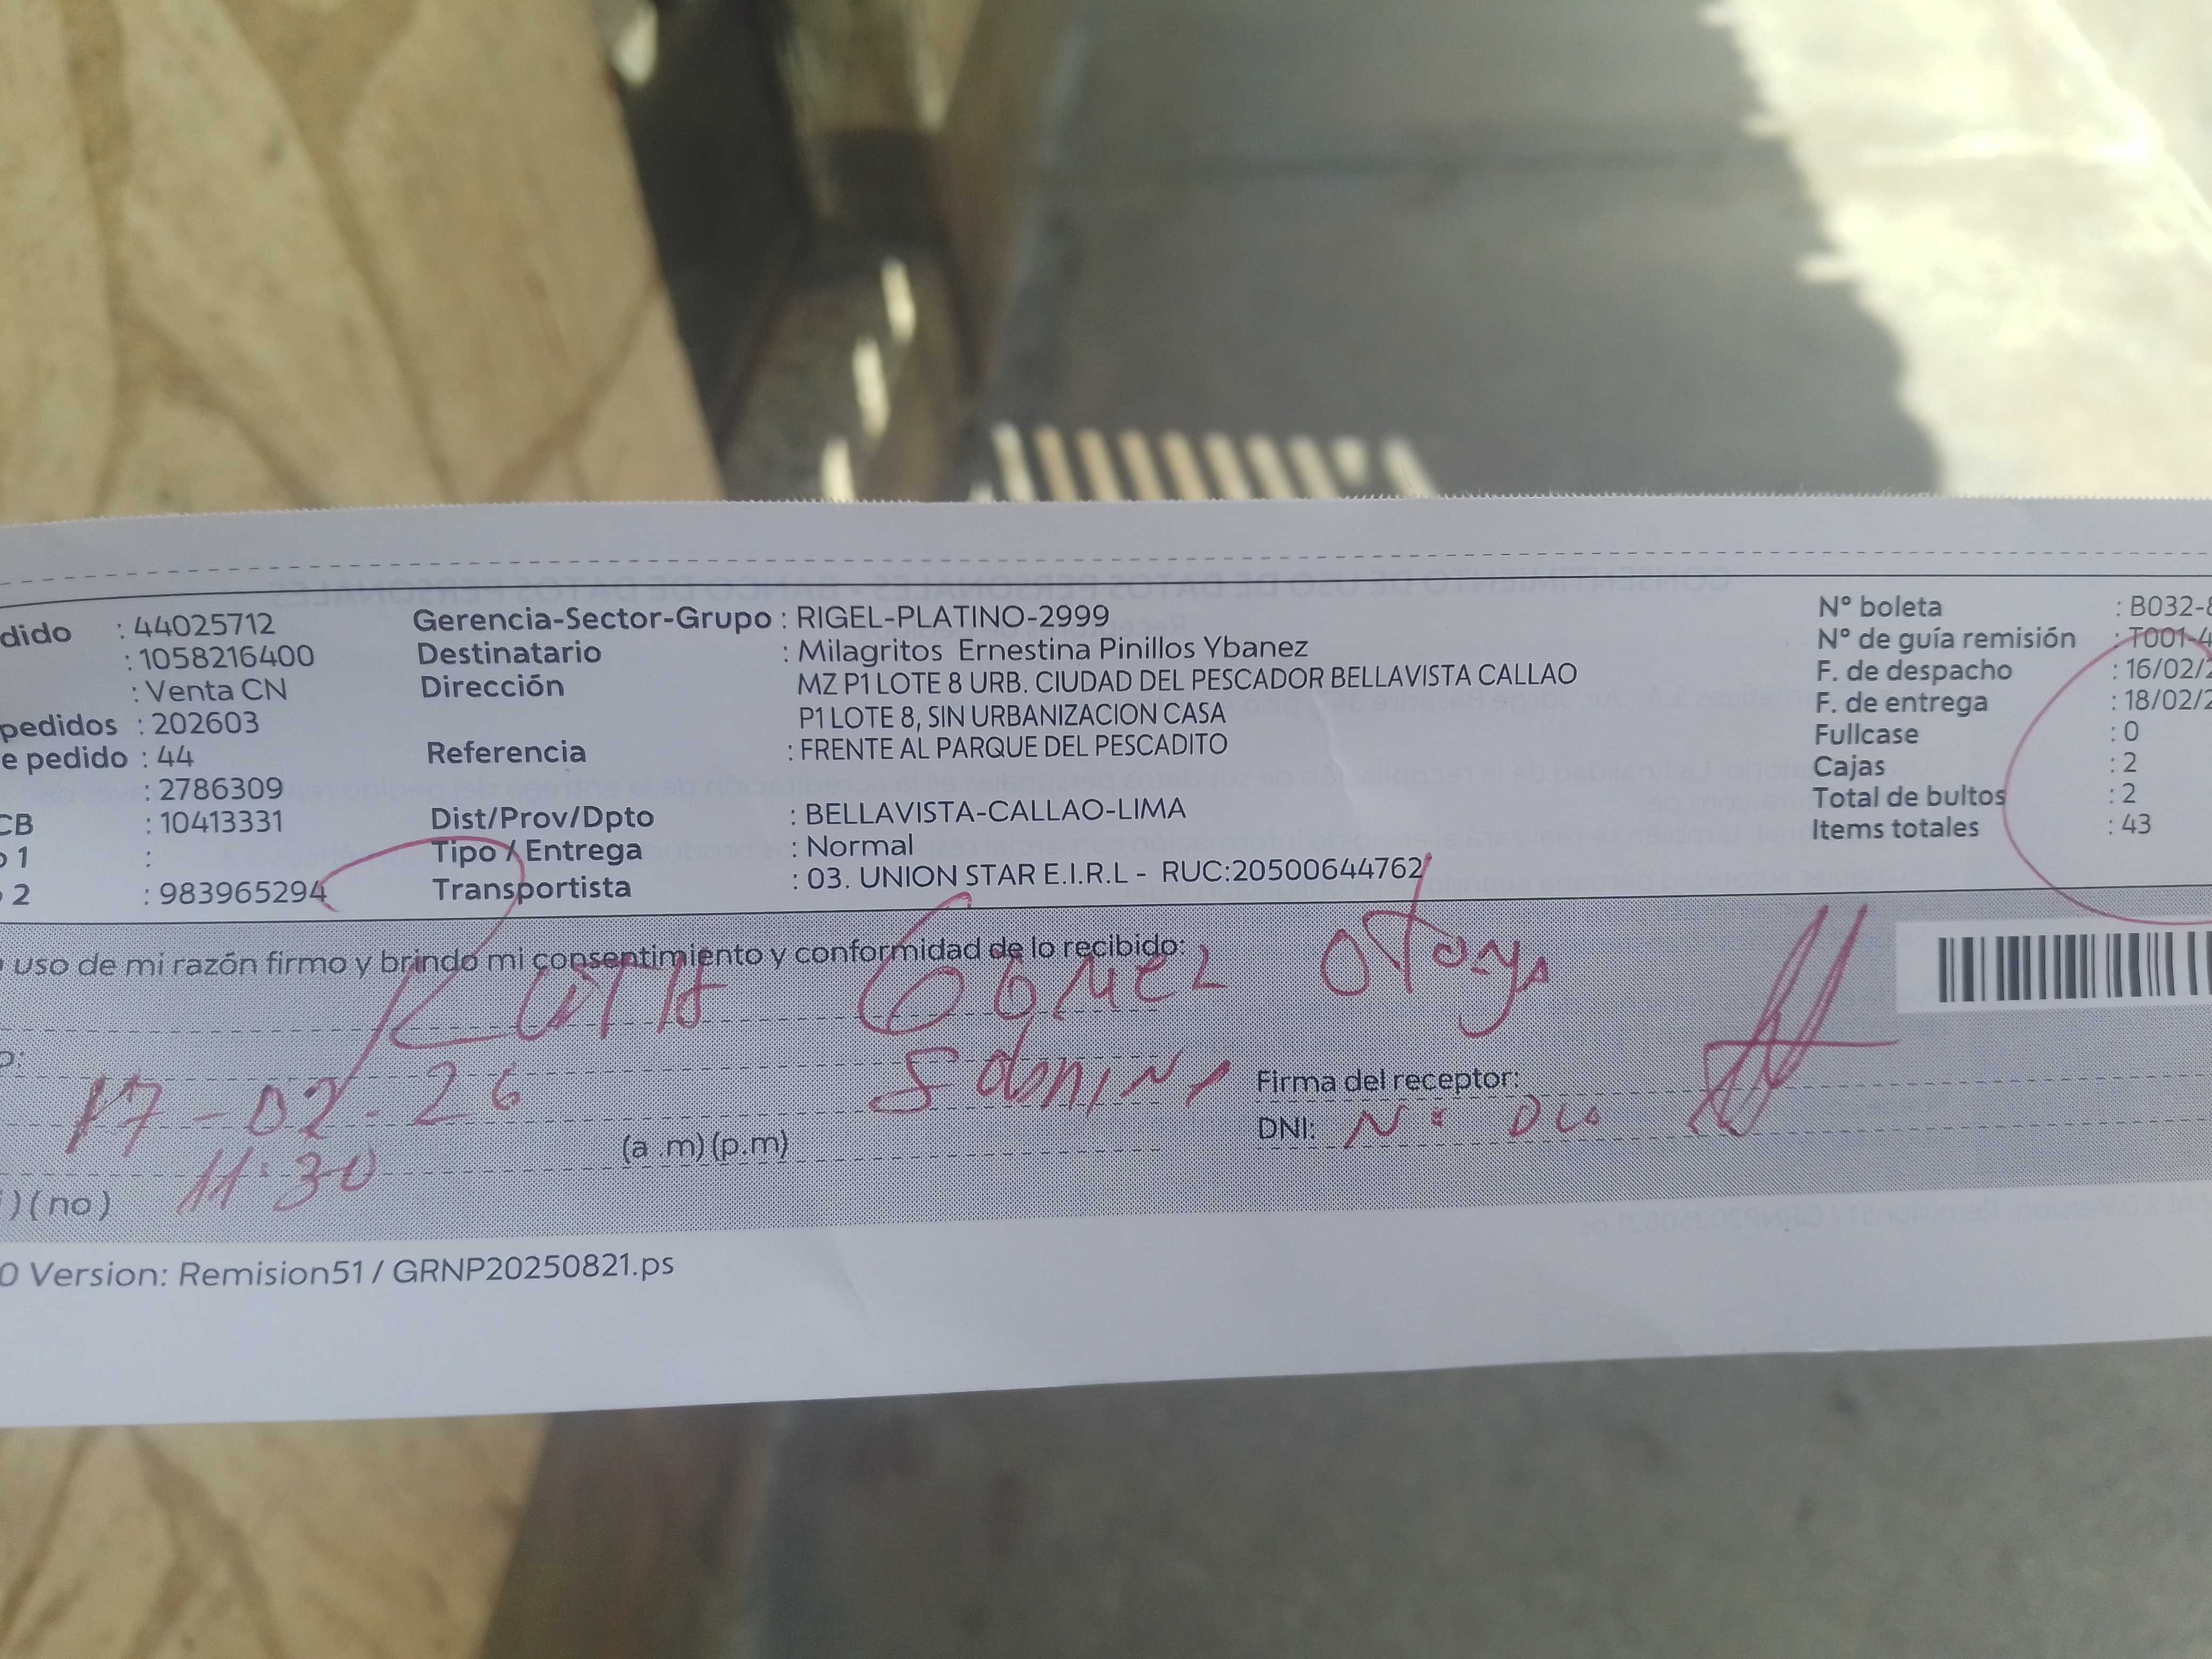 dido : 44025712
: 1058216400
: Venta CN
pedidos : 202603
e pedido : 44
: 2786309
CB : 10413331
o 1 :
o 2 : 983965294
Gerencia-Sector-Grupo : RIGEL-PLATINO-2999
Destinatario : Milagritos Ernestina Pinillos Ybanez
Dirección MZ P1 LOTE 8 URB. CIUDAD DEL PESCADOR BELLAVISTA CALLAO
P1 LOTE 8, SIN URBANIZACION CASA
Referencia : FRENTE AL PARQUE DEL PESCADITO
Dist/Prov/Dpto : BELLAVISTA-CALLAO-LIMA
Tipo / Entrega : Normal
Transportista : 03. UNION STAR E.I.R.L - RUC:20500644762
N° boleta : B032-8
N° de guía remisión : T001-4
F. de despacho : 16/02/2
F. de entrega : 18/02/2
Fullcase : 0
Cajas : 2
Total de bultos : 2
Items totales : 43
o uso de mi razón firmo y brindo mi consentimiento y conformidad de lo recibido:
Gómez Otoya
o:
17-02-26
Firma del receptor:
11:30 (a .m) (p.m)
DNI: N:
) ( no )
0 Version: Remision51 / GRNP20250821.ps